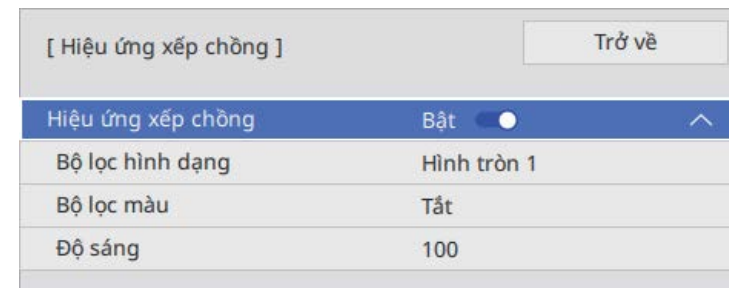 [ Hiệu ứng xếp chồng ] Trở về
Hiệu ứng xếp chồng Bật
Bộ lọc hình dạng Hình tròn 1
Bộ lọc màu Tắt
Độ sáng 100